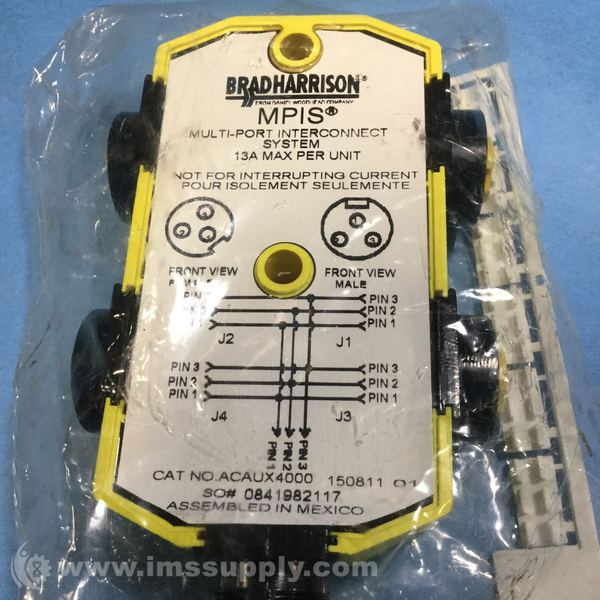 BRADHARRISON®
FROM DANIEL WOODHEAD COMPANY
MPIS®
MULTI-PORT INTERCONNECT
SYSTEM
13A MAX PER UNIT
NOT FOR INTERRUPTING CURRENT
POUR ISOLEMENT SEULEMENTE
FRONT VIEW
FRONT VIEW
MALE
PIN
PIN 3
PIN 2
PIN 1
J2
J1
PIN 3
PIN 3
PIN 2
PIN 2
PIN 1
PIN 1
J4
J3
PIN 1
PIN 2
PIN 3
CAT NO.ACAUX4000 150811 01
SO# 0841982117
ASSEMBLED IN MEXICO
www.imssupply.com